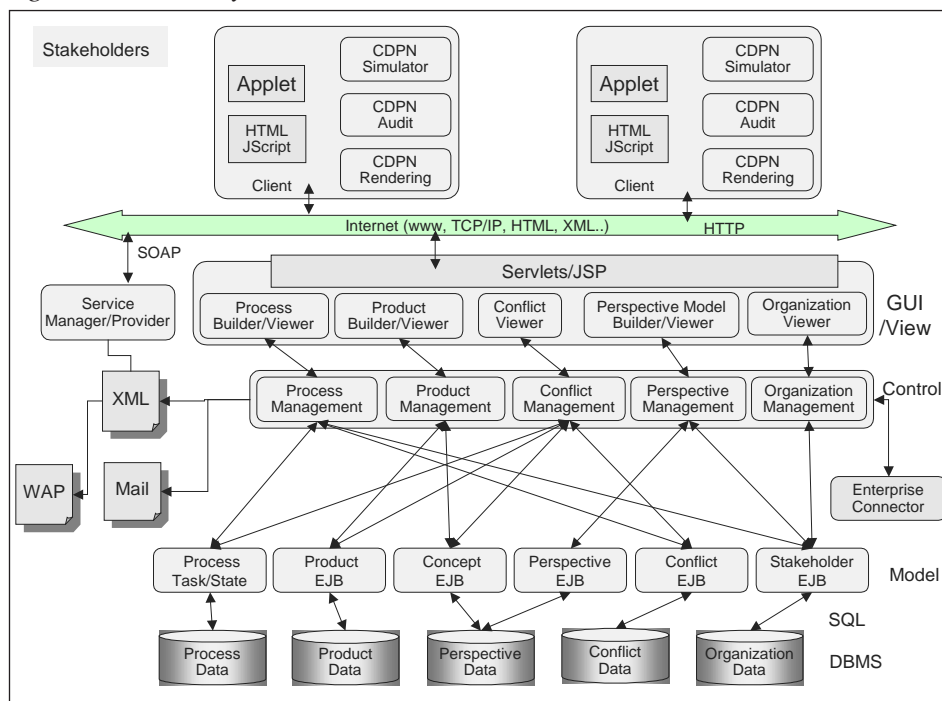 Stakeholders
CDPN
Simulator
Applet
CDPN
Audit
HTML
JScript
CDPN
Rendering
Client
CDPN
Simulator
Applet
CDPN
Audit
HTML
JScript
CDPN
Rendering
Client
Internet (www, TCP/IP, HTML, XML..)
HTTP
SOAP
Servlets/JSP
Service
Manager/Provider
Process
Builder/Viewer
Product
Builder/Viewer
Conflict
Viewer
Perspective Model
Builder/Viewer
Organization
Viewer
GUI
/View
XML
Process
Management
Product
Management
Conflict
Management
Perspective
Management
Organization
Management
Control
WAP
Mail
Enterprise
Connector
Process
Task/State
Product
EJB
Concept
EJB
Perspective
EJB
Conflict
EJB
Stakeholder
EJB
Model
SQL
Process
Data
Product
Data
Perspective
Data
Conflict
Data
Organization
Data
DBMS